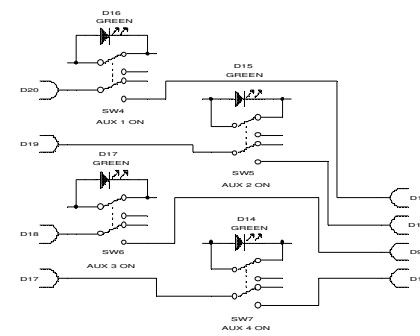 D16
GREEN
D15
GREEN
D20
SW4
AUX 1 ON
D19
D17
GREEN
SW5
AUX 2 ON
D14
GREEN
D18
SW6
AUX 3 ON
D17
SW7
AUX 4 ON